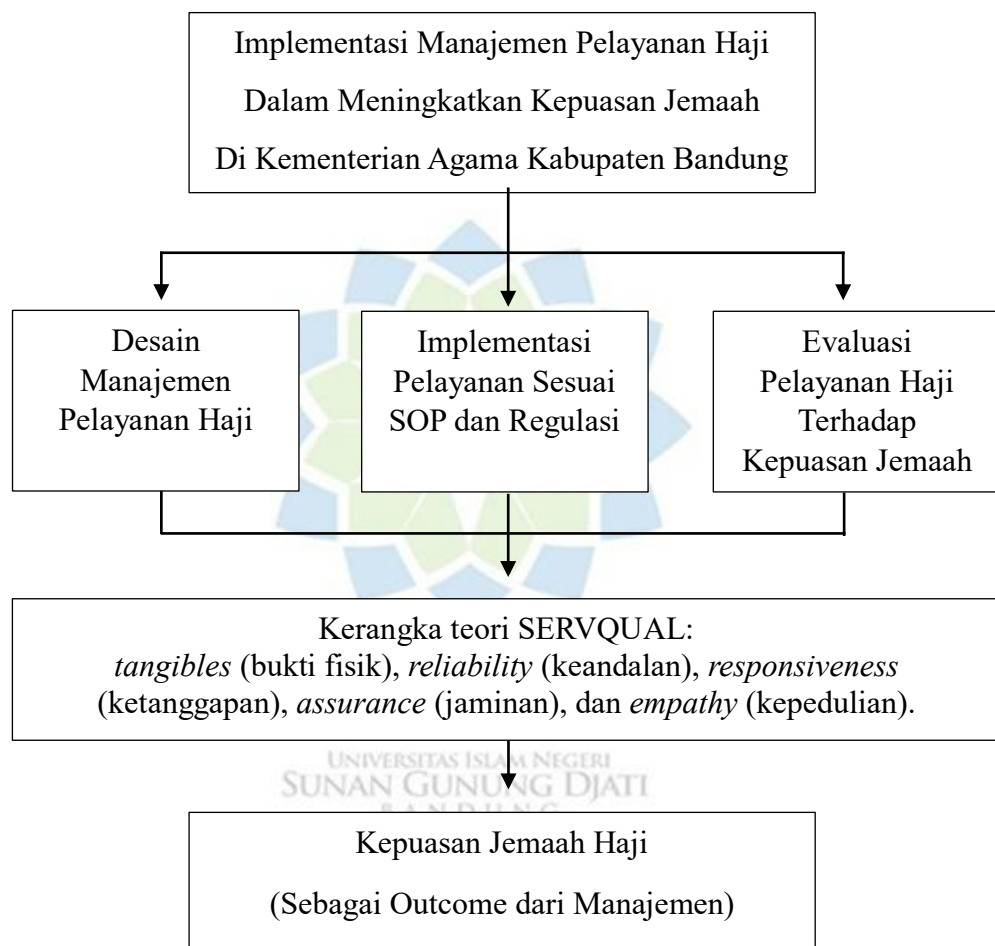 Implementasi Manajemen Pelayanan Haji
Dalam Meningkatkan Kepuasan Jemaah
Di Kementerian Agama Kabupaten Bandung
Desain
Manajemen
Pelayanan Haji
Implementasi
Pelayanan Sesuai
SOP dan Regulasi
Evaluasi
Pelayanan Haji
Terhadap
Kepuasan Jemaah
Kerangka teori SERVQUAL:
tangibles (bukti fisik), reliability (keandalan), responsiveness
(ketanggapan), assurance (jaminan), dan empathy (kepedulian).
UNIVERSITAS ISLAM NEGERI
SUNAN GUNUNG DJATI
BANDUNG
Kepuasan Jemaah Haji
(Sebagai Outcome dari Manajemen)